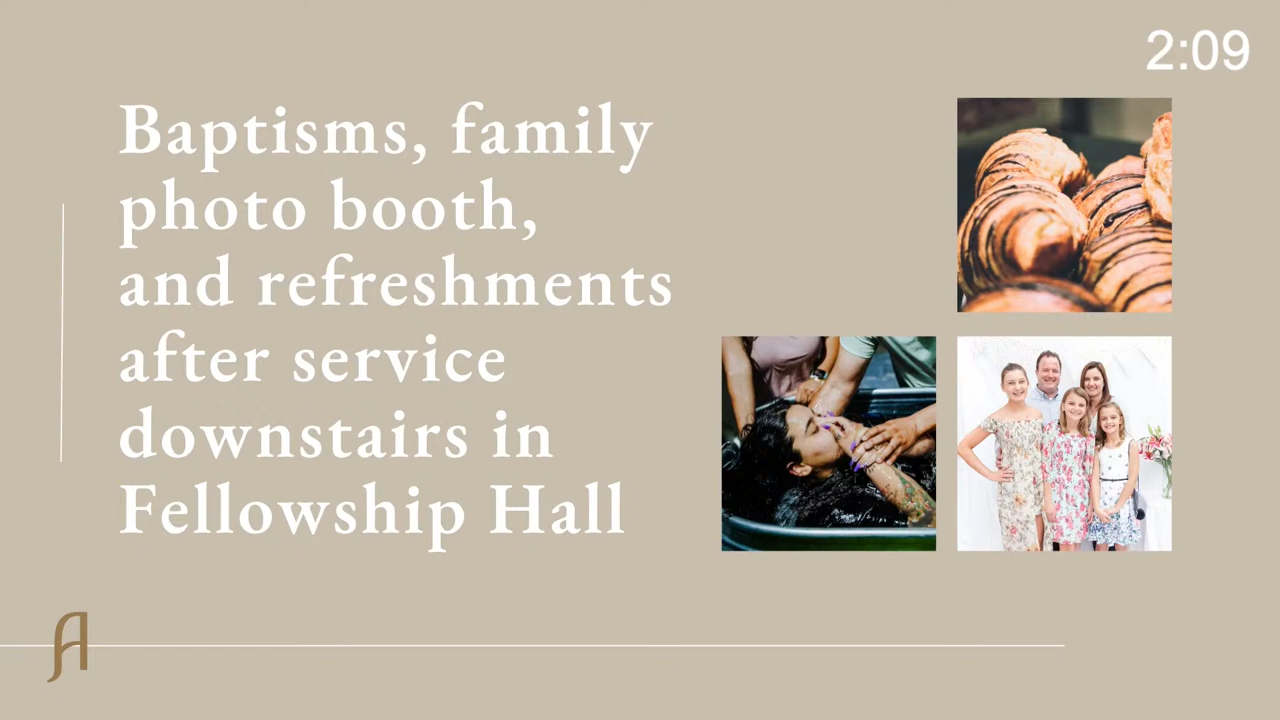 2:09
Baptisms, family
photo booth,
and refreshments
after service
downstairs in
Fellowship Hall
A